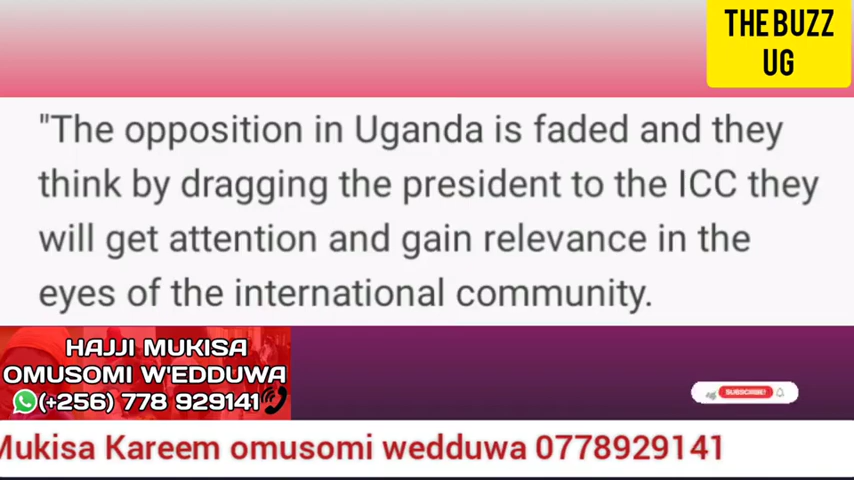 THE BUZZ
UG
"The opposition in Uganda is faded and they
think by dragging the president to the ICC they
will get attention and gain relevance in the
eyes of the international community.
HAJJI MUKISA
OMUSOMI W'EDDUWA
(+256) 778 929141
SUBSCRIBE
Mukisa Kareem omusomi wedduwa 0778929141